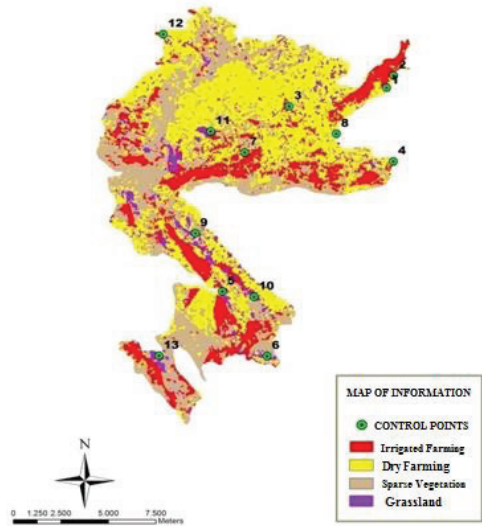 12
2
1
3
8
11
7
4
9
5
10
13
6
MAP OF INFORMATION
CONTROL POINTS
Irrigated Farming
Dry Farming
Sparse Vegetation
Grassland
N
0 1.250 2.500 5.000 7.500
Meters